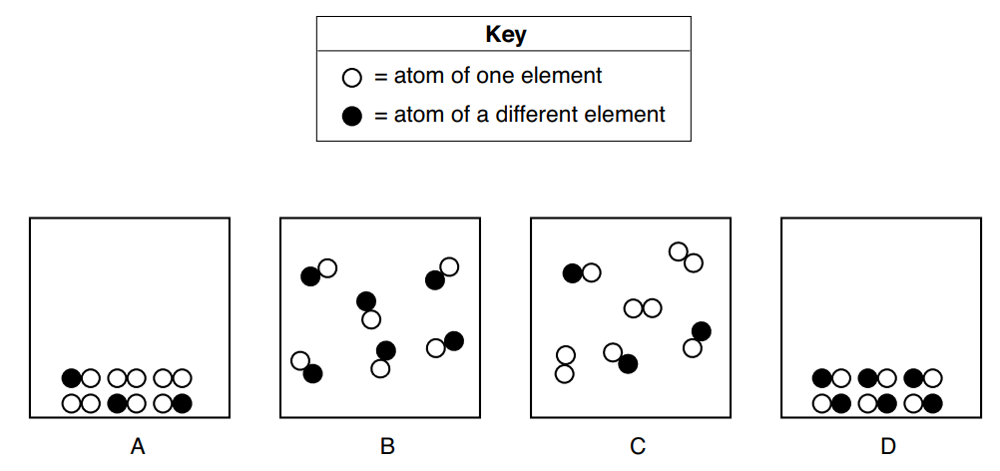 Key
= atom of one element
= atom of a different element
A B C D